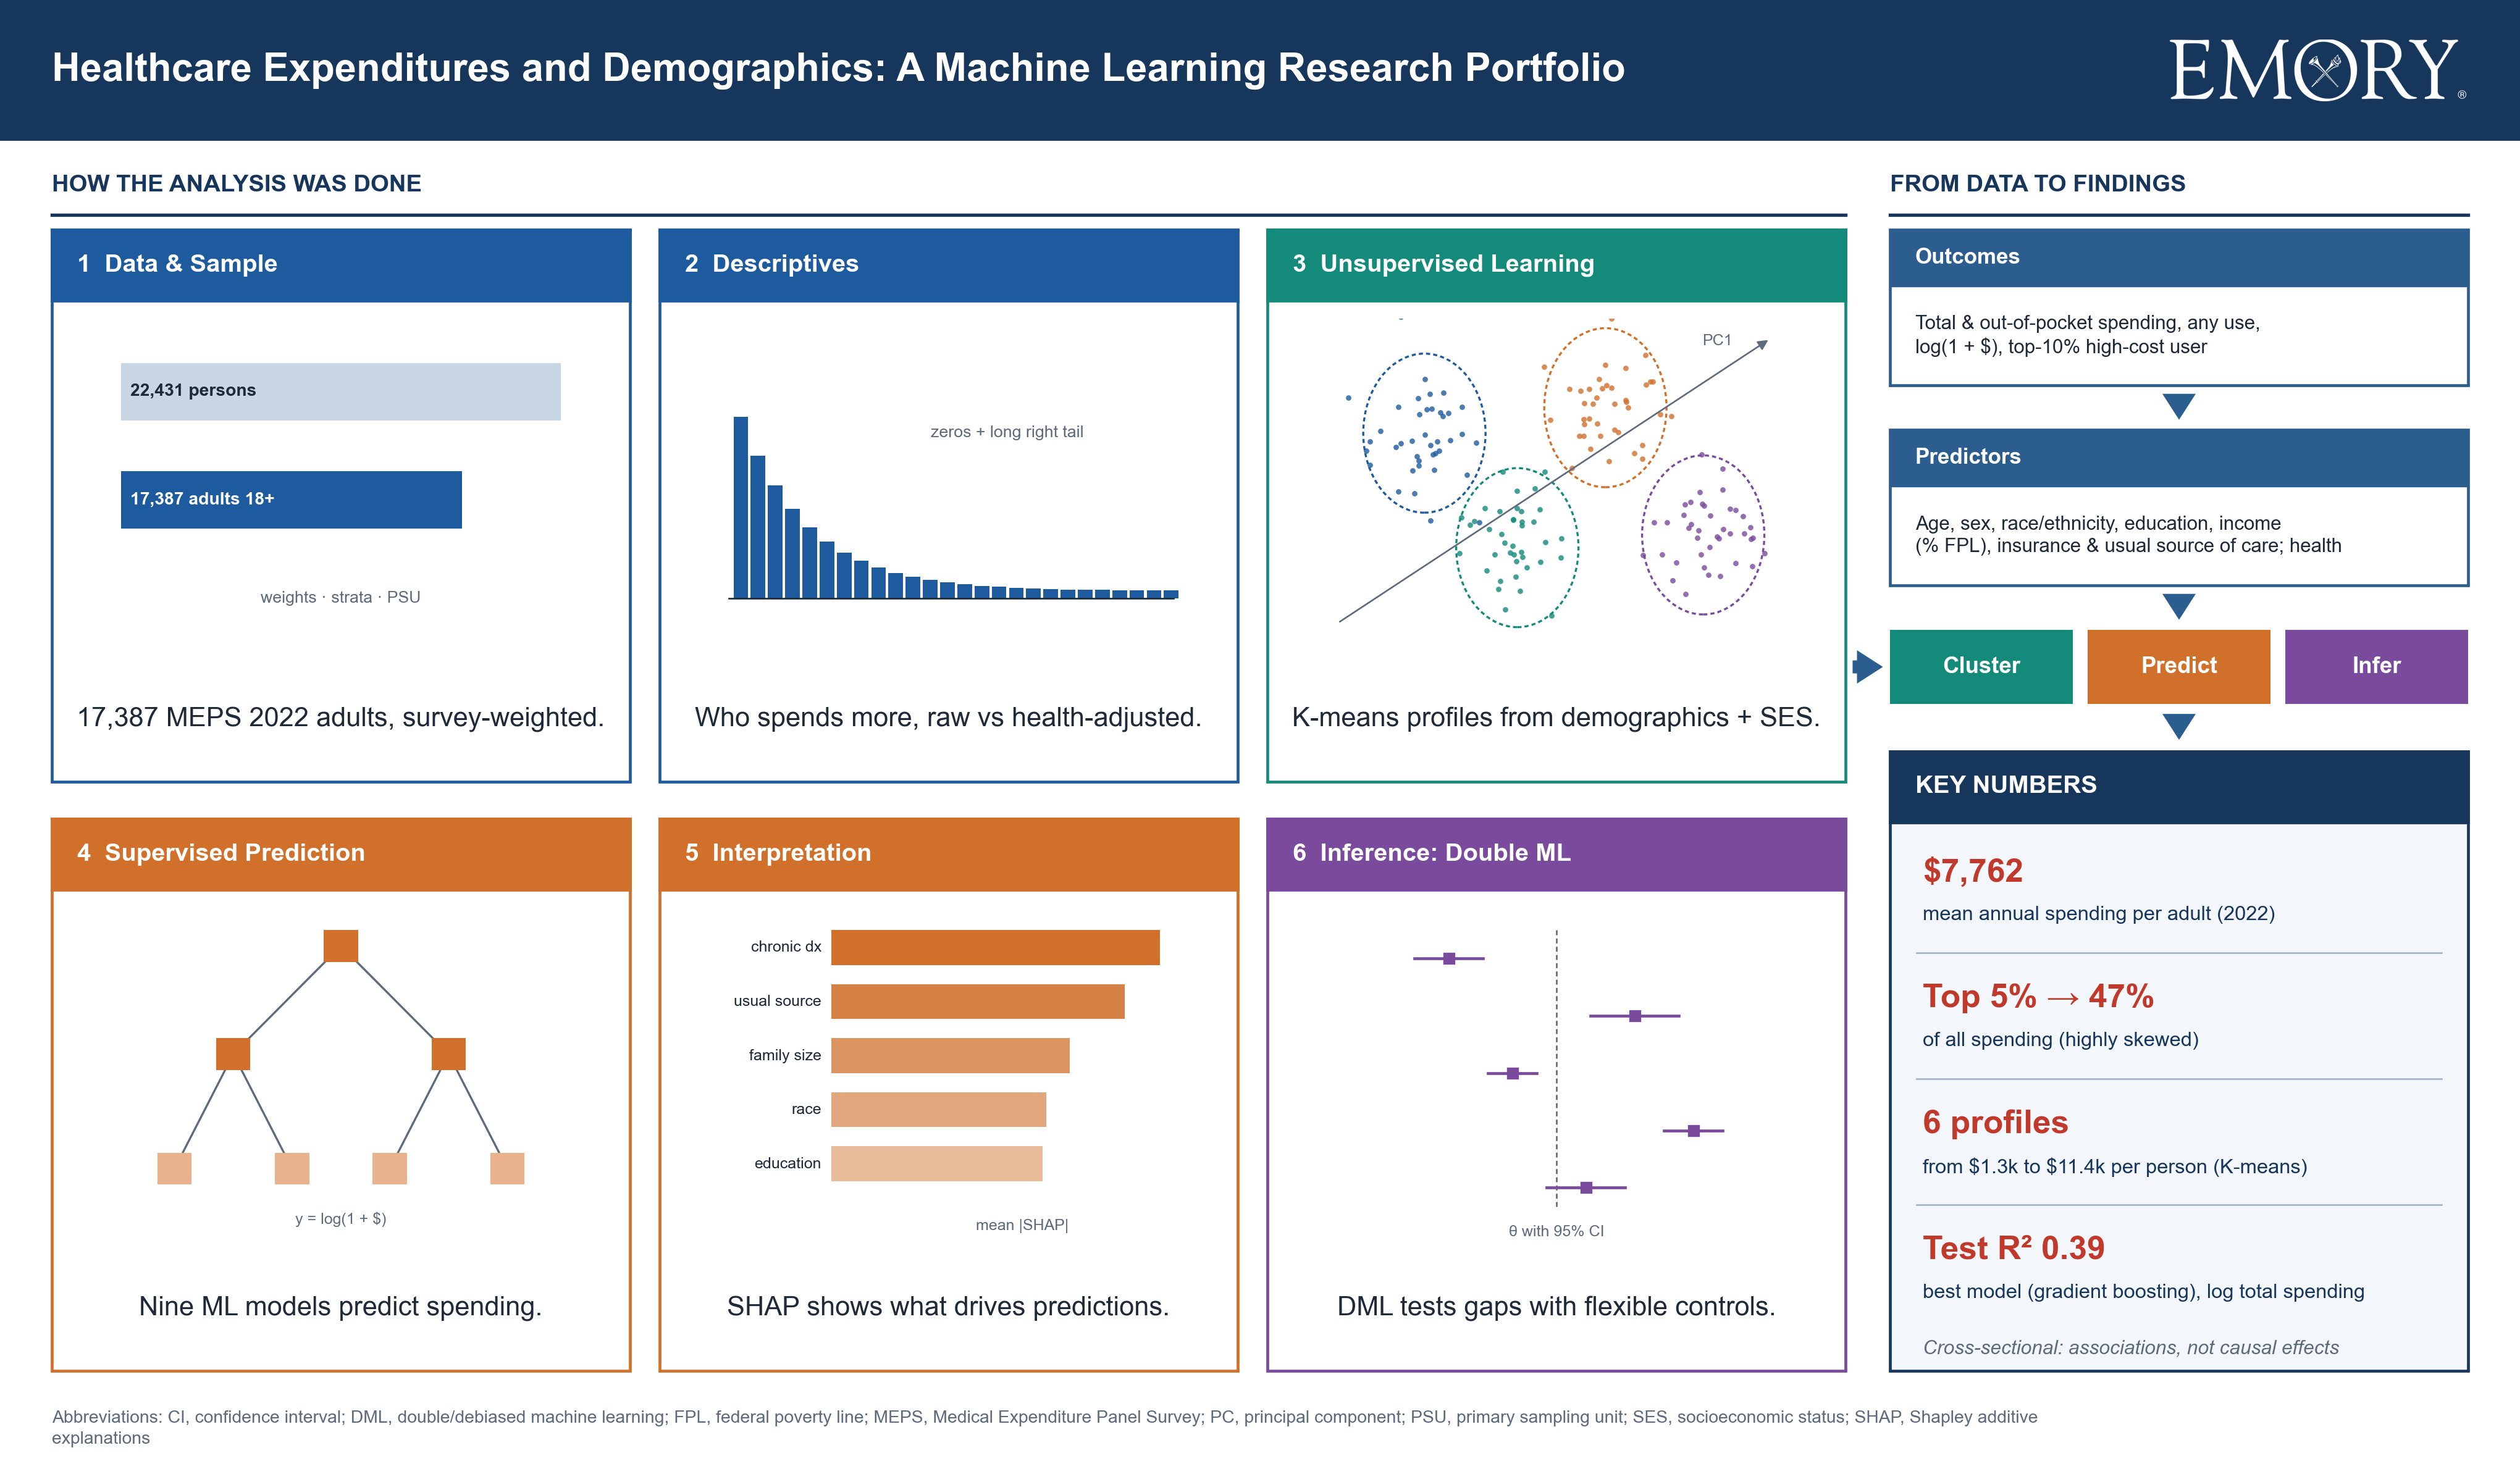 Healthcare Expenditures and Demographics: A Machine Learning Research Portfolio
EMORY®
HOW THE ANALYSIS WAS DONE
1 Data & Sample
22,431 persons
17,387 adults 18+
weights · strata · PSU
17,387 MEPS 2022 adults, survey-weighted.
2 Descriptives
zeros + long right tail
Who spends more, raw vs health-adjusted.
3 Unsupervised Learning
PC1
K-means profiles from demographics + SES.
4 Supervised Prediction
y = log(1 + $)
Nine ML models predict spending.
5 Interpretation
chronic dx
usual source
family size
race
education
mean |SHAP|
SHAP shows what drives predictions.
6 Inference: Double ML
θ with 95% CI
DML tests gaps with flexible controls.
FROM DATA TO FINDINGS
Outcomes
Total & out-of-pocket spending, any use,
log(1 + $), top-10% high-cost user
Predictors
Age, sex, race/ethnicity, education, income
(% FPL), insurance & usual source of care; health
Cluster
Predict
Infer
KEY NUMBERS
$7,762
mean annual spending per adult (2022)
Top 5% → 47%
of all spending (highly skewed)
6 profiles
from $1.3k to $11.4k per person (K-means)
Test R² 0.39
best model (gradient boosting), log total spending
Cross-sectional: associations, not causal effects
Abbreviations: CI, confidence interval; DML, double/debiased machine learning; FPL, federal poverty line; MEPS, Medical Expenditure Panel Survey; PC, principal component; PSU, primary sampling unit; SES, socioeconomic status; SHAP, Shapley additive
explanations